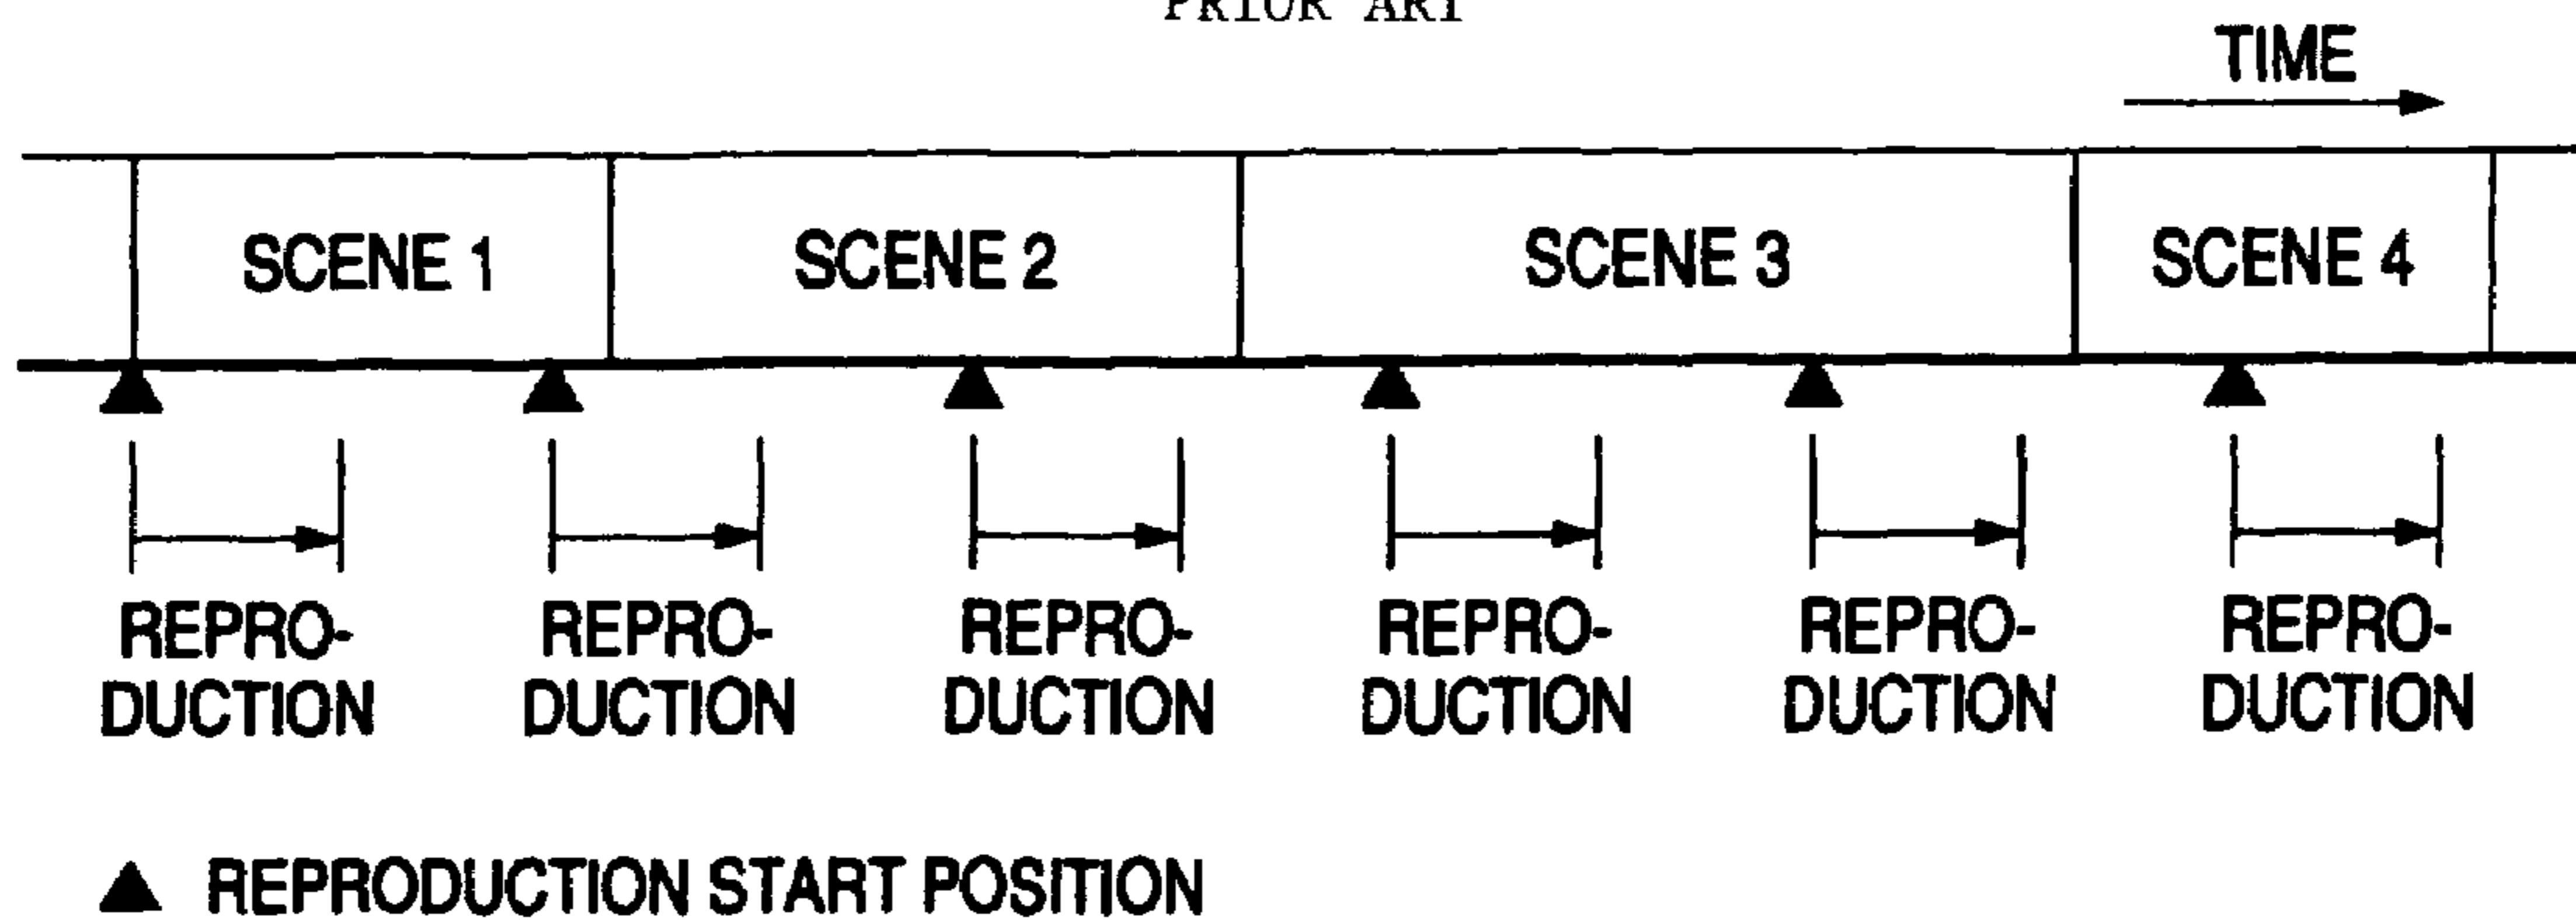 PRIOR ART
TIME
SCENE 1 SCENE 2 SCENE 3 SCENE 4
REPRO- REPRO- REPRO- REPRO- REPRO- REPRO-
DUCTION DUCTION DUCTION DUCTION DUCTION DUCTION
▲ REPRODUCTION START POSITION